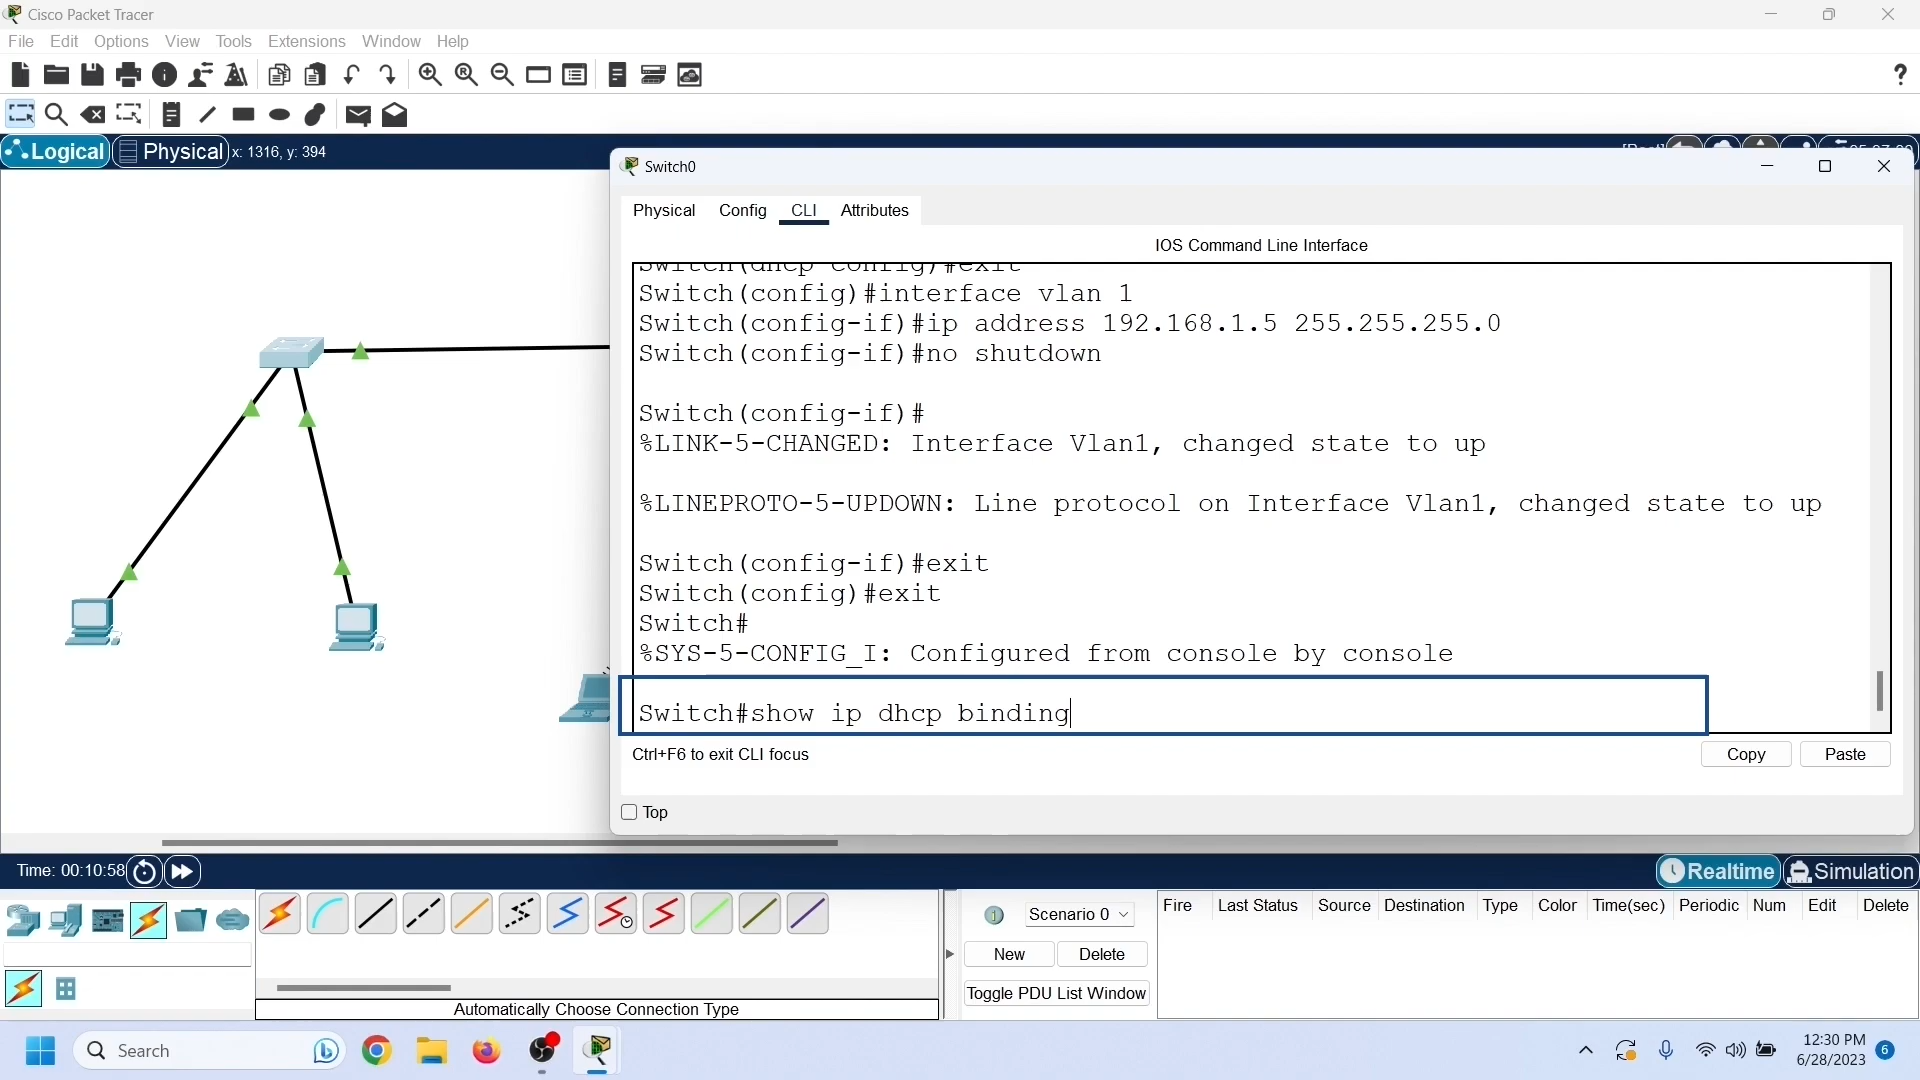 Cisco Packet Tracer
File Edit Options View Tools Extensions Window Help
Logical Physical x: 1316, y: 394
Switch0
Physical Config CLI Attributes
IOS Command Line Interface
Switch(dhcp-config)#exit
Switch(config)#interface vlan 1
Switch(config-if)#ip address 192.168.1.5 255.255.255.0
Switch(config-if)#no shutdown
Switch(config-if)#
%LINK-5-CHANGED: Interface Vlan1, changed state to up
%LINEPROTO-5-UPDOWN: Line protocol on Interface Vlan1, changed state to up
Switch(config-if)#exit
Switch(config)#exit
Switch#
%SYS-5-CONFIG_I: Configured from console by console
Switch#show ip dhcp binding
Ctrl+F6 to exit CLI focus
Copy Paste
Top
Time: 00:10:58
Realtime Simulation
Scenario 0
Fire Last Status Source Destination Type Color Time(sec) Periodic Num Edit Delete
New Delete
Toggle PDU List Window
Automatically Choose Connection Type
Search
12:30 PM
6/28/2023
6